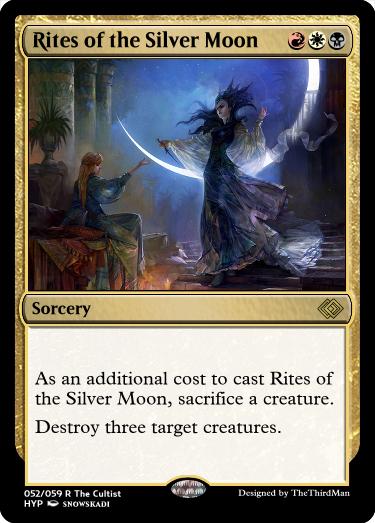 Rites of the Silver Moon
Sorcery
As an additional cost to cast Rites of
the Silver Moon, sacrifice a creature.
Destroy three target creatures.
052/059 R The Cultist
HYP SNOWSKADI
Designed by TheThirdMan